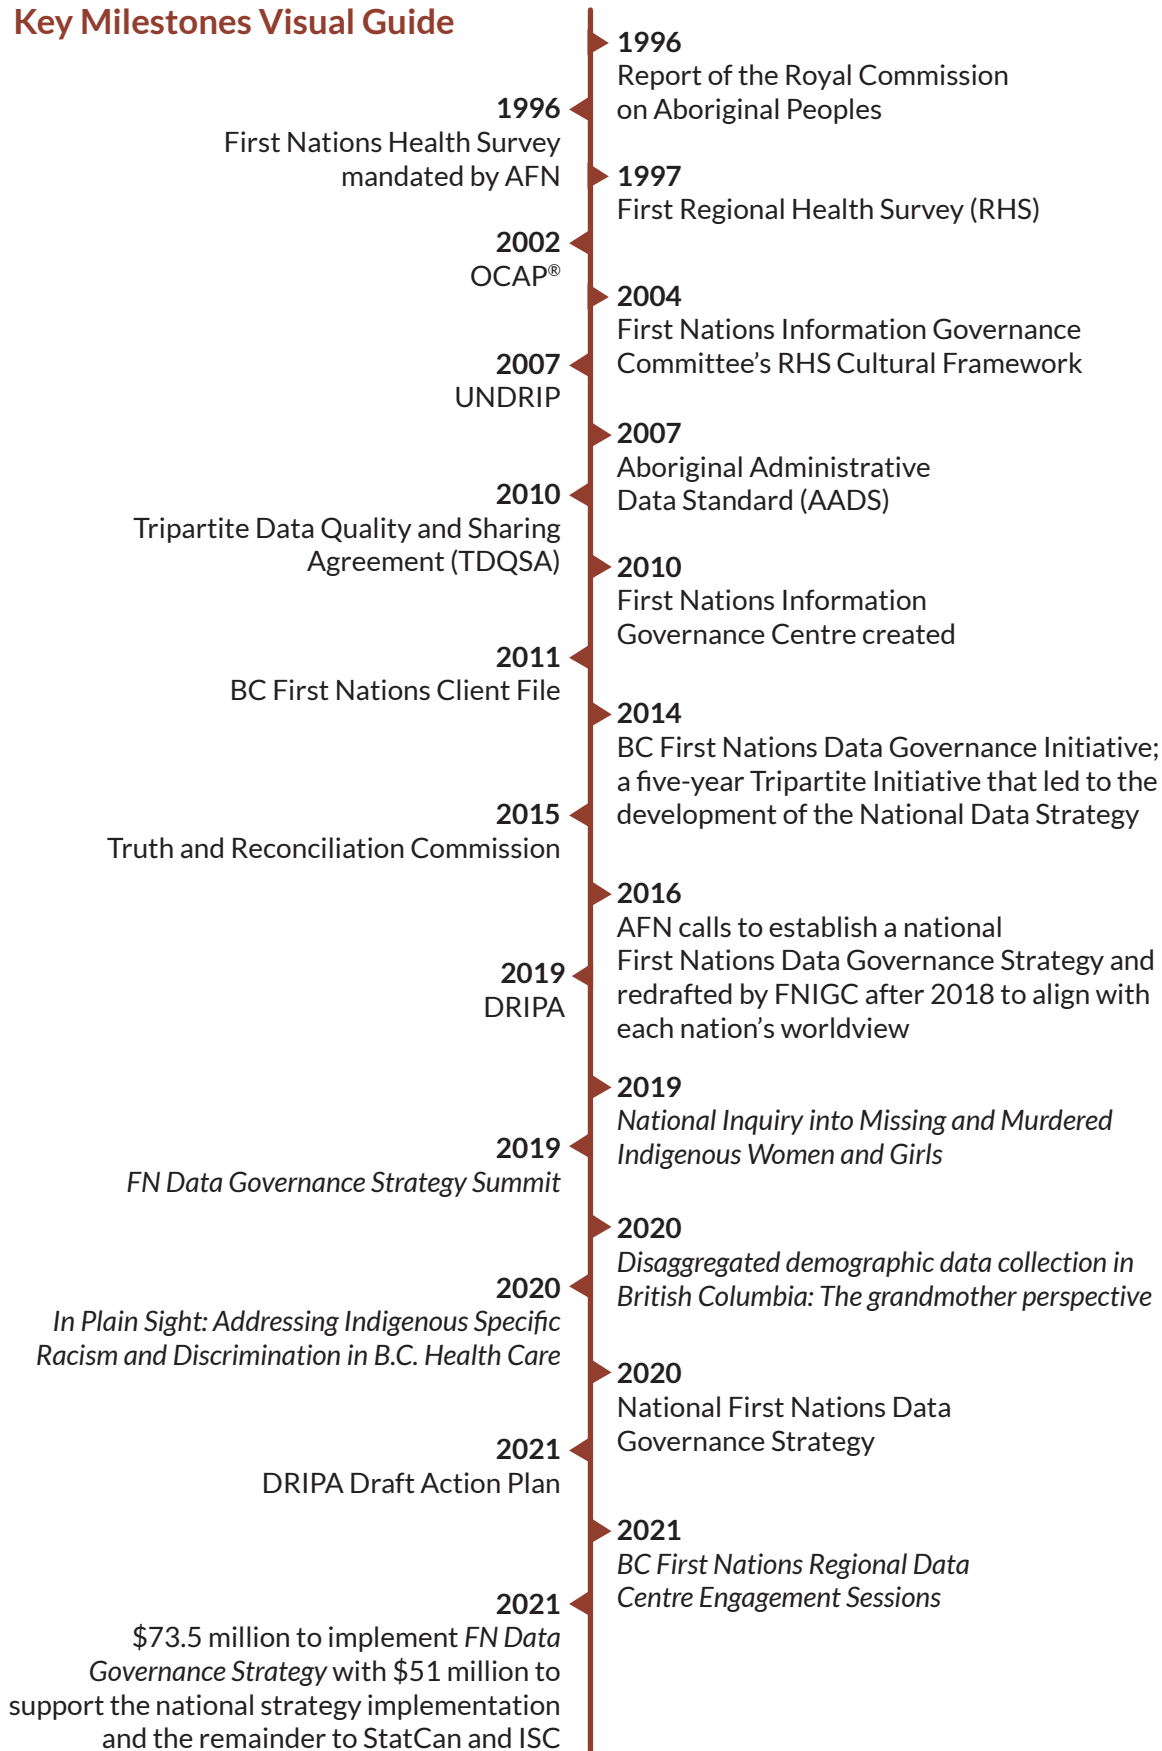 Key Milestones Visual Guide
1996
Report of the Royal Commission
on Aboriginal Peoples
1996
First Nations Health Survey
mandated by AFN
1997
First Regional Health Survey (RHS)
2002
OCAP®
2004
First Nations Information Governance
Committee’s RHS Cultural Framework
2007
UNDRIP
2007
Aboriginal Administrative
Data Standard (AADS)
2010
Tripartite Data Quality and Sharing
Agreement (TDQSA)
2010
First Nations Information
Governance Centre created
2011
BC First Nations Client File
2014
BC First Nations Data Governance Initiative;
a five-year Tripartite Initiative that led to the
development of the National Data Strategy
2015
Truth and Reconciliation Commission
2016
AFN calls to establish a national
First Nations Data Governance Strategy and
redrafted by FNIGC after 2018 to align with
each nation’s worldview
2019
DRIPA
2019
National Inquiry into Missing and Murdered
Indigenous Women and Girls
2019
FN Data Governance Strategy Summit
2020
Disaggregated demographic data collection in
British Columbia: The grandmother perspective
2020
In Plain Sight: Addressing Indigenous Specific
Racism and Discrimination in B.C. Health Care
2020
National First Nations Data
Governance Strategy
2021
DRIPA Draft Action Plan
2021
BC First Nations Regional Data
Centre Engagement Sessions
2021
$73.5 million to implement FN Data
Governance Strategy with $51 million to
support the national strategy implementation
and the remainder to StatCan and ISC